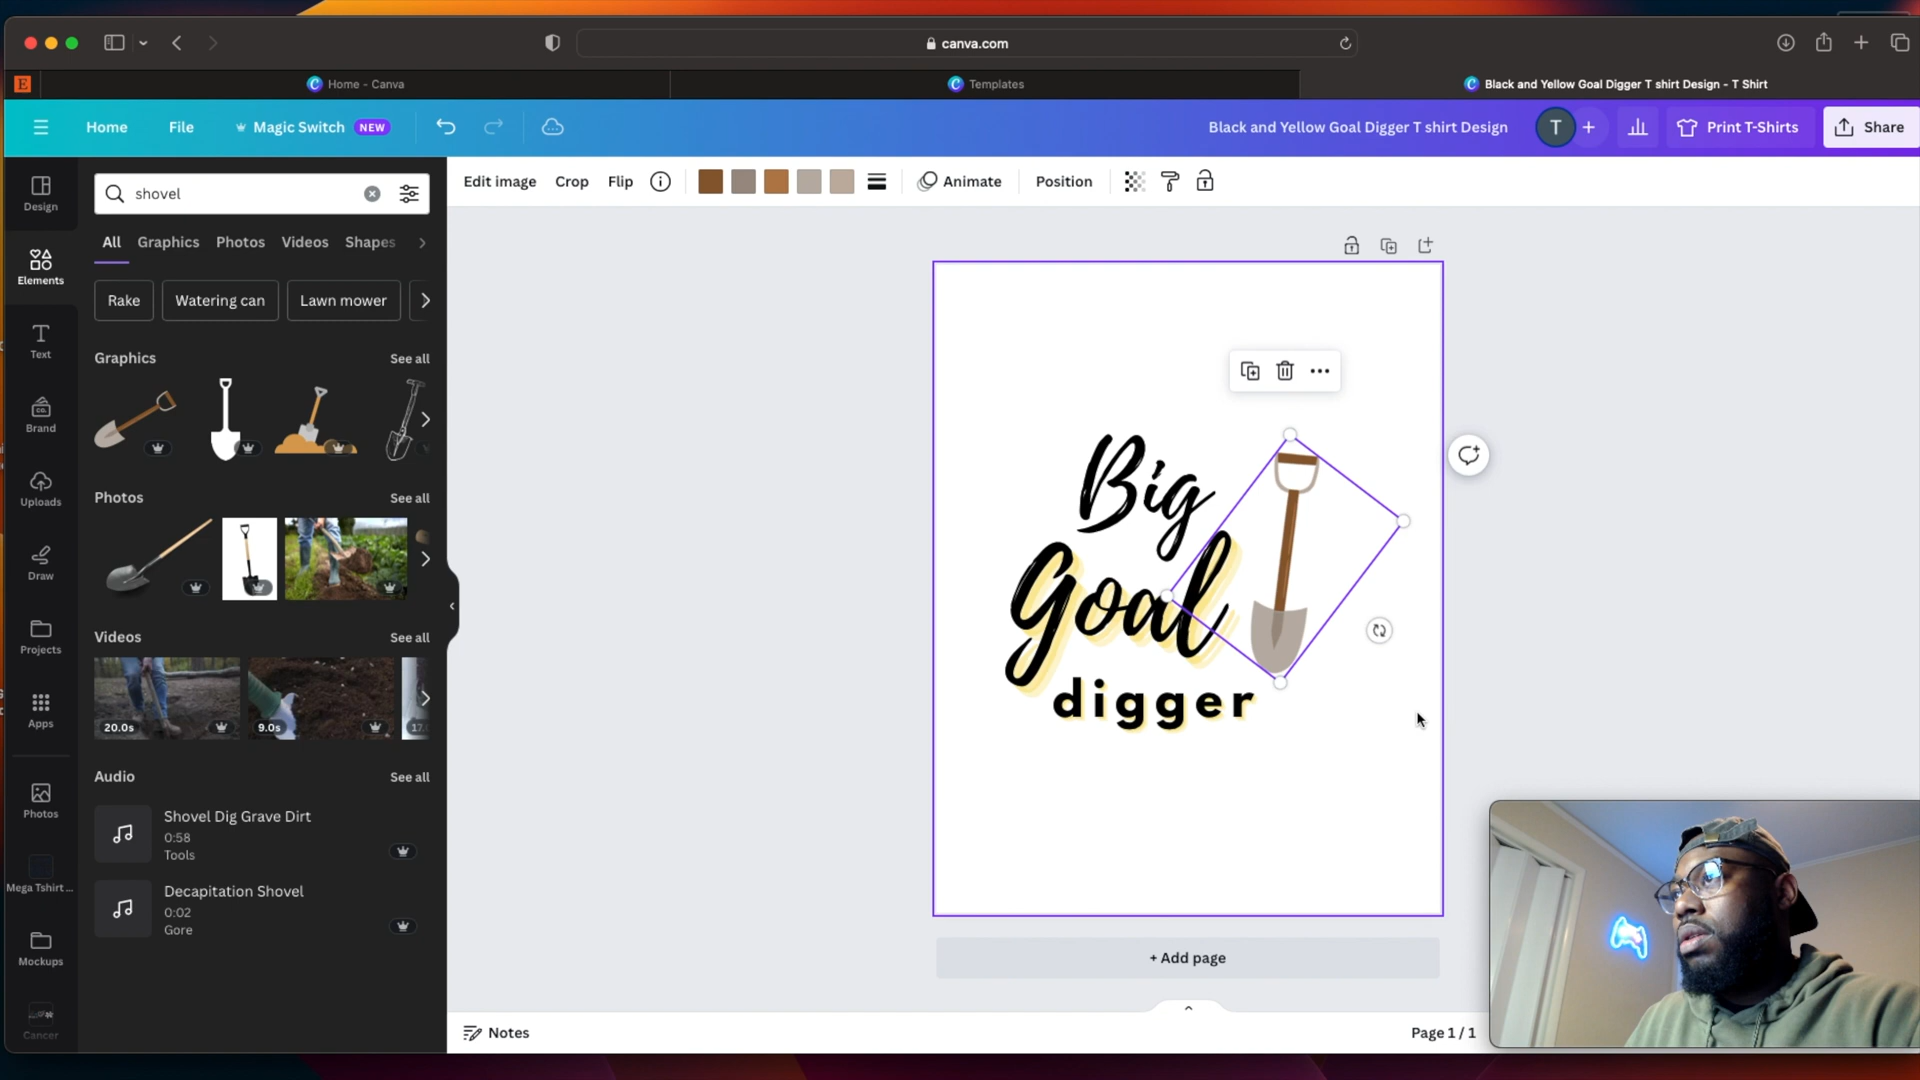 canva.com
Home - Canva
Templates
Black and Yellow Goal Digger T shirt Design - T Shirt
Home
File
Magic Switch
NEW
Black and Yellow Goal Digger T shirt Design
T
Print T-Shirts
Share
Design
Elements
Text
Brand
Uploads
Draw
Projects
Apps
Photos
Mega Tshirt ...
Mockups
Cancer
shovel
All
Graphics
Photos
Videos
Shapes
Rake
Watering can
Lawn mower
Graphics
See all
Photos
See all
Videos
See all
20.0s
9.0s
17.
Audio
See all
Shovel Dig Grave Dirt
0:58
Tools
Decapitation Shovel
0:02
Gore
Edit image
Crop
Flip
Animate
Position
Big
Goal
digger
+ Add page
Notes
Page 1 / 1